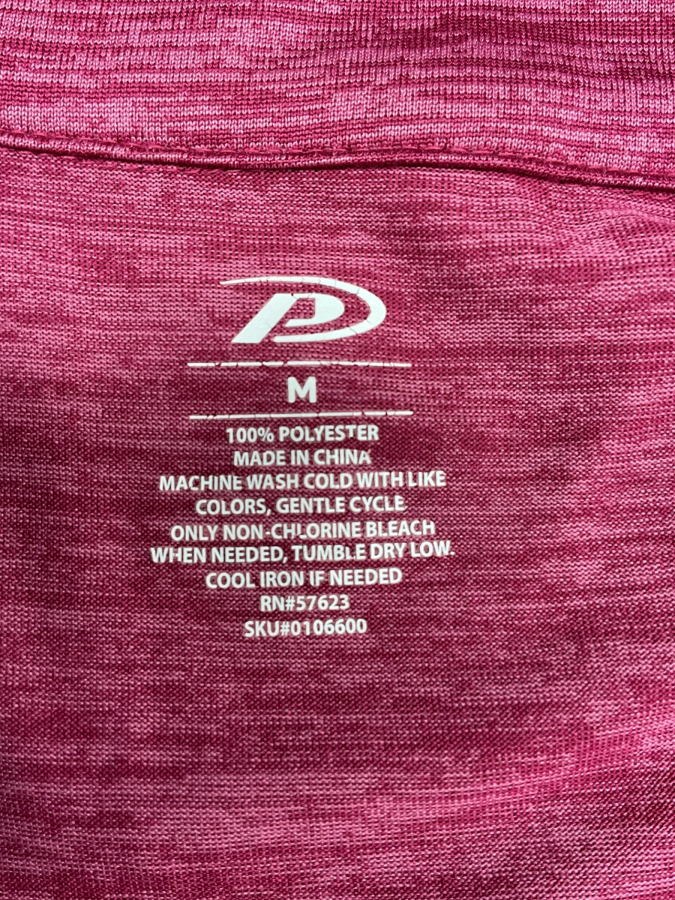 P
M
100% POLYESTER
MADE IN CHINA
MACHINE WASH COLD WITH LIKE
COLORS, GENTLE CYCLE
ONLY NON-CHLORINE BLEACH
WHEN NEEDED, TUMBLE DRY LOW.
COOL IRON IF NEEDED
RN#57623
SKU#0106600